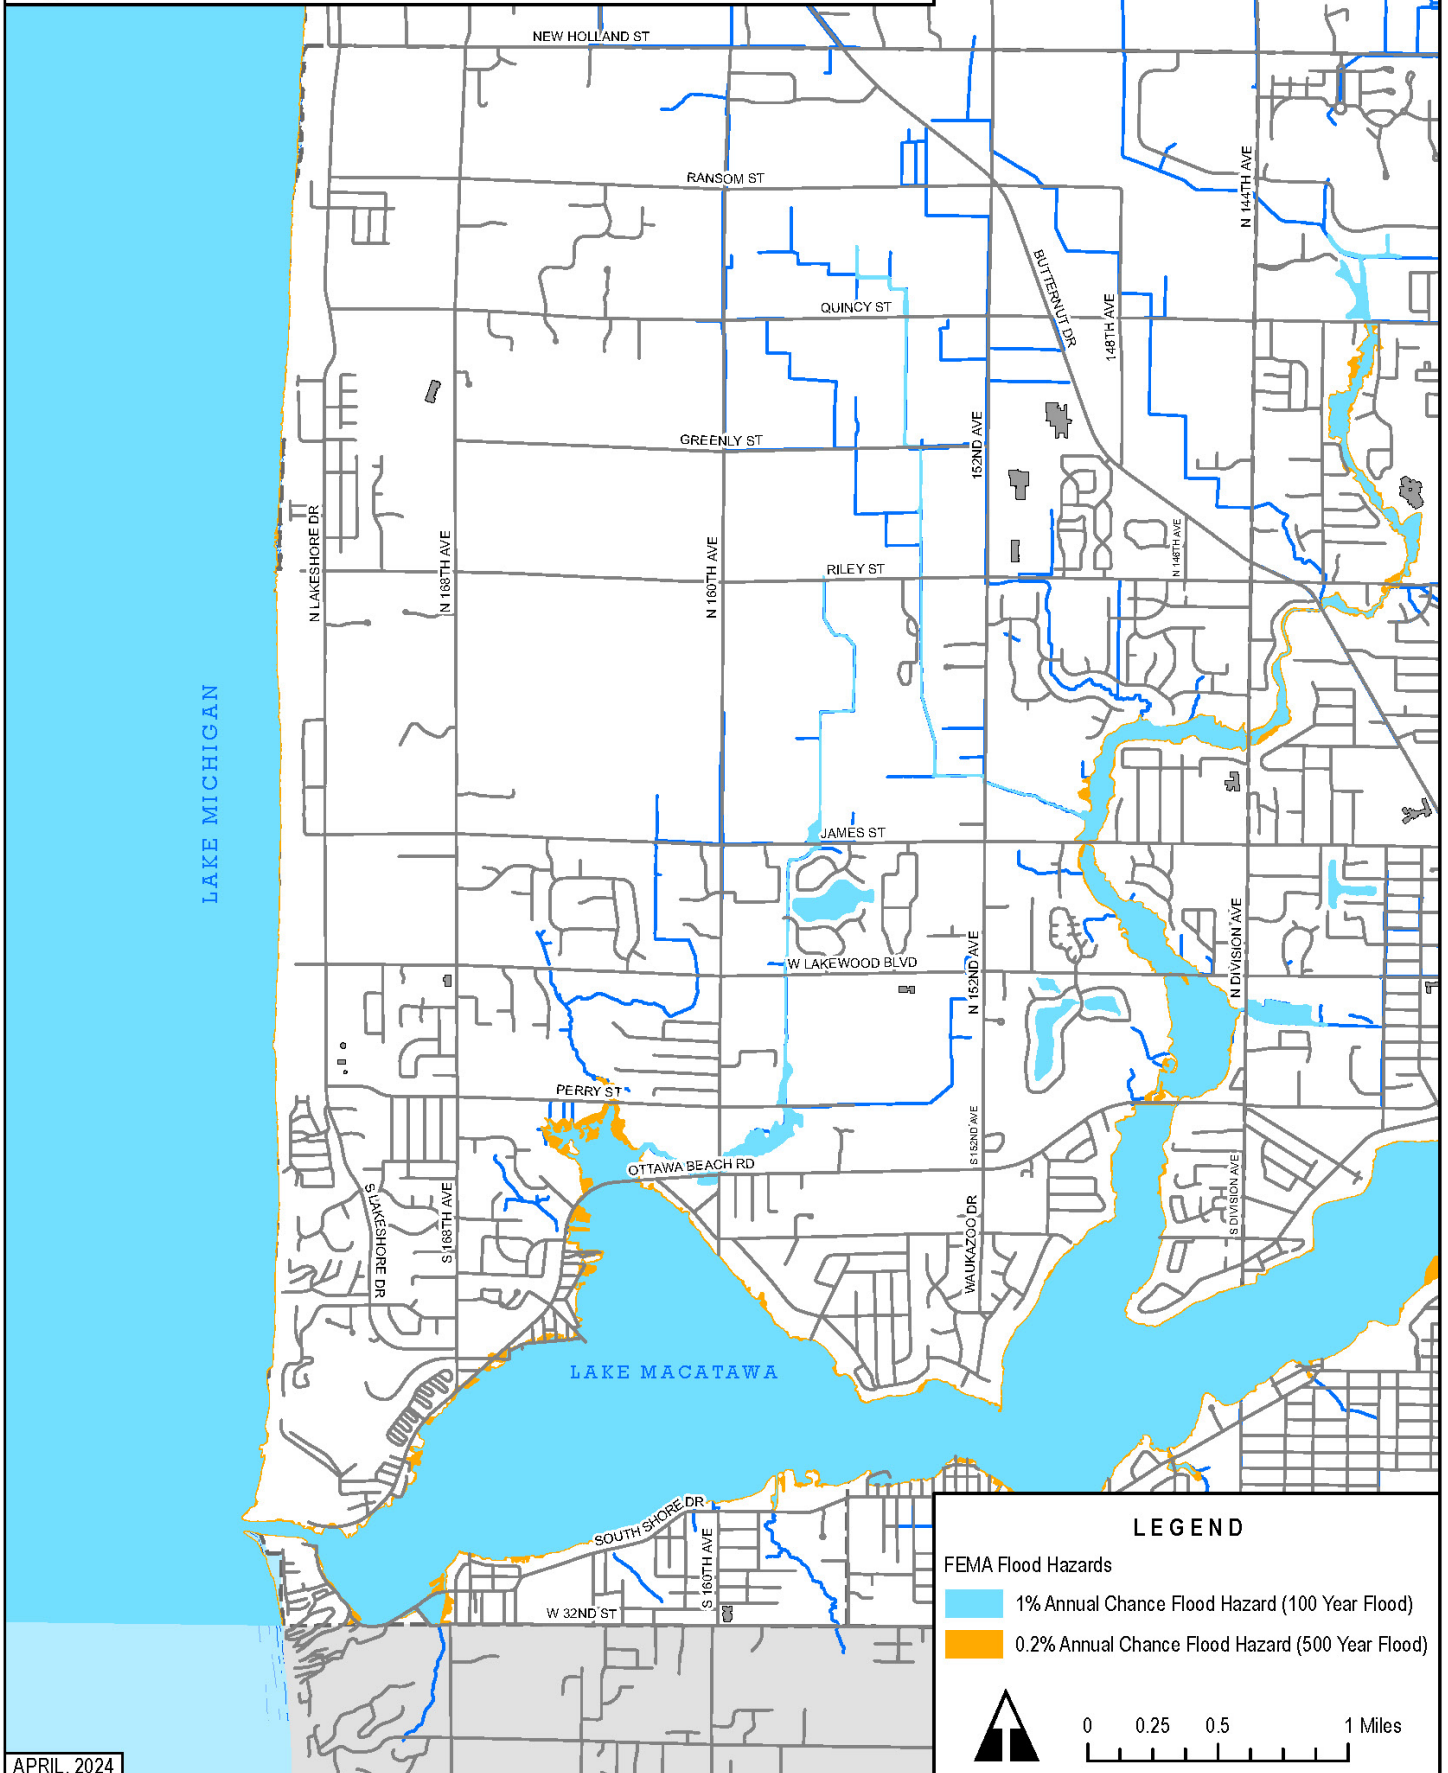 NEW HOLLAND ST
RANSOM ST
N 144TH AVE
BUTTERNUT DR
QUINCY ST
148TH AVE
GREENLY ST
152ND AVE
N LAKESHORE DR
N 168TH AVE
N 160TH AVE
N 146TH AVE
RILEY ST
LAKE MICHIGAN
JAMES ST
W LAKEWOOD BLVD
N 152ND AVE
N DIVISION AVE
PERRY ST
S 152ND AVE
OTTAWA BEACH RD
S LAKESHORE DR
S 168TH AVE
WAUKAZOO DR
S DIVISION AVE
LAKE MACATAWA
SOUTH SHORE DR
S 160TH AVE
W 32ND ST
LEGEND
FEMA Flood Hazards
1% Annual Chance Flood Hazard (100 Year Flood)
0.2% Annual Chance Flood Hazard (500 Year Flood)
0 0.25 0.5 1 Miles
APRIL, 2024